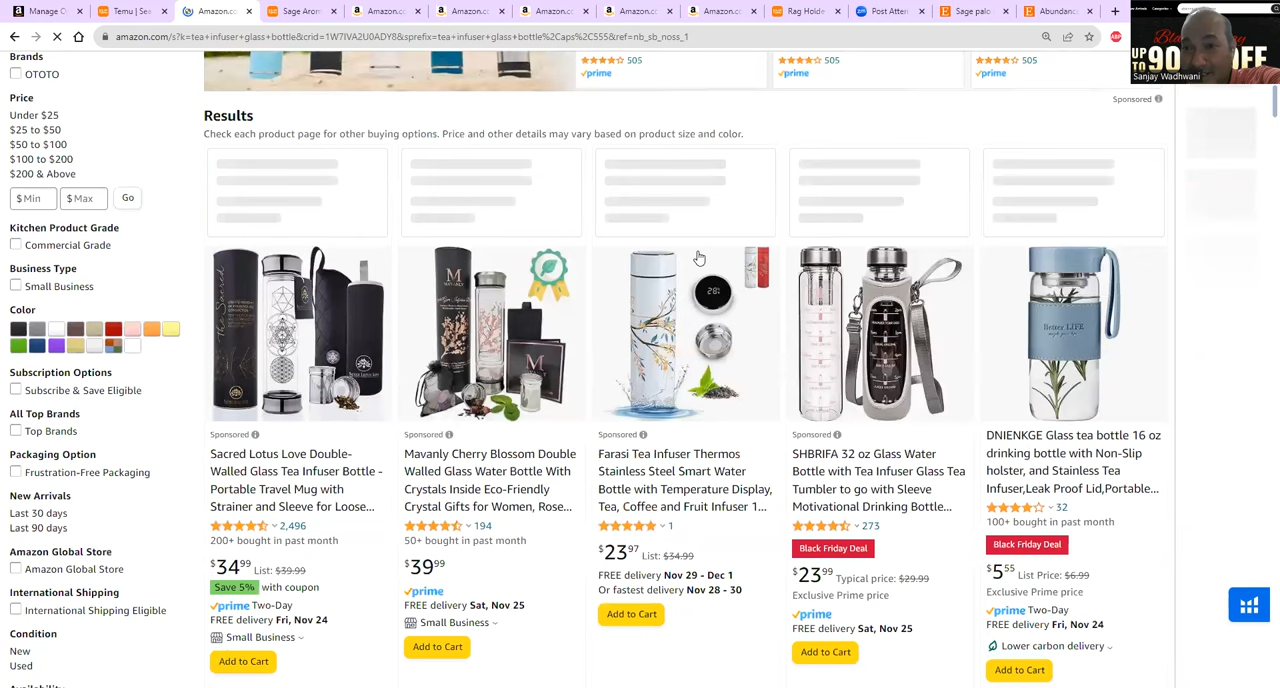 Manage C
Temu | Sea
Amazon.co
Sage Arom
Amazon.c
Amazon.c
Amazon.c
Amazon.c
Amazon.c
Rag Holde
Post Atten
Sage palo
Abundanc
amazon.com/s?k=tea+infuser+glass+bottle&crid=1W7IVA2U0ADY8&sprefix=tea+infuser+glass+bottle%2Caps%2C555&ref=nb_sb_noss_1
ABP
UP TO 90 OFF
Sanjay Wadhwani
Brands
OTOTO
Price
Under $25
$25 to $50
$50 to $100
$100 to $200
$200 & Above
$ Min
$ Max
Go
Kitchen Product Grade
Commercial Grade
Business Type
Small Business
Color
Subscription Options
Subscribe & Save Eligible
All Top Brands
Top Brands
Packaging Option
Frustration-Free Packaging
New Arrivals
Last 30 days
Last 90 days
Amazon Global Store
Amazon Global Store
International Shipping
International Shipping Eligible
Condition
New
Used
Availability
505
prime
505
prime
505
prime
Sponsored
Results
Check each product page for other buying options. Price and other details may vary based on product size and color.
Sponsored
Sacred Lotus Love Double-
Walled Glass Tea Infuser Bottle -
Portable Travel Mug with
Strainer and Sleeve for Loose...
2,496
200+ bought in past month
$34.99 List: $39.99
Save 5% with coupon
prime Two-Day
FREE delivery Fri, Nov 24
Small Business
Add to Cart
M
MAVANLY
M
Sponsored
Mavanly Cherry Blossom Double
Walled Glass Water Bottle With
Crystals Inside Eco-Friendly
Crystal Gifts for Women, Rose...
194
50+ bought in past month
$39.99
prime
FREE delivery Sat, Nov 25
Small Business
Add to Cart
28°
Sponsored
Farasi Tea Infuser Thermos
Stainless Steel Smart Water
Bottle with Temperature Display,
Tea, Coffee and Fruit Infuser 1...
1
$23.97 List: $34.99
FREE delivery Nov 29 - Dec 1
Or fastest delivery Nov 28 - 30
Add to Cart
Sponsored
SHBRIFA 32 oz Glass Water
Bottle with Tea Infuser Glass Tea
Tumbler to go with Sleeve
Motivational Drinking Bottle...
273
Black Friday Deal
$23.99 Typical price: $29.99
Exclusive Prime price
prime
FREE delivery Sat, Nov 25
Add to Cart
Better LIFE
DNIENKGE Glass tea bottle 16 oz
drinking bottle with Non-Slip
holster, and Stainless Tea
Infuser,Leak Proof Lid,Portable...
32
100+ bought in past month
Black Friday Deal
$5.55 List Price: $6.99
Exclusive Prime price
prime Two-Day
FREE delivery Fri, Nov 24
Lower carbon delivery
Add to Cart